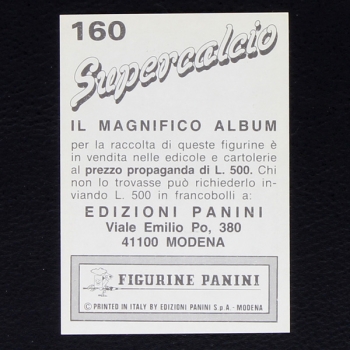 160
Supercalcio
IL MAGNIFICO ALBUM
per la raccolta di queste figurine è
in vendita nelle edicole e cartolerie
al prezzo propaganda di L. 500. Chi
non lo trovasse può richiederlo in-
viando L. 500 in francobolli a:
EDIZIONI PANINI
Viale Emilio Po, 380
41100 MODENA
FIGURINE PANINI
© PRINTED IN ITALY BY EDIZIONI PANINI S.p.A. - MODENA